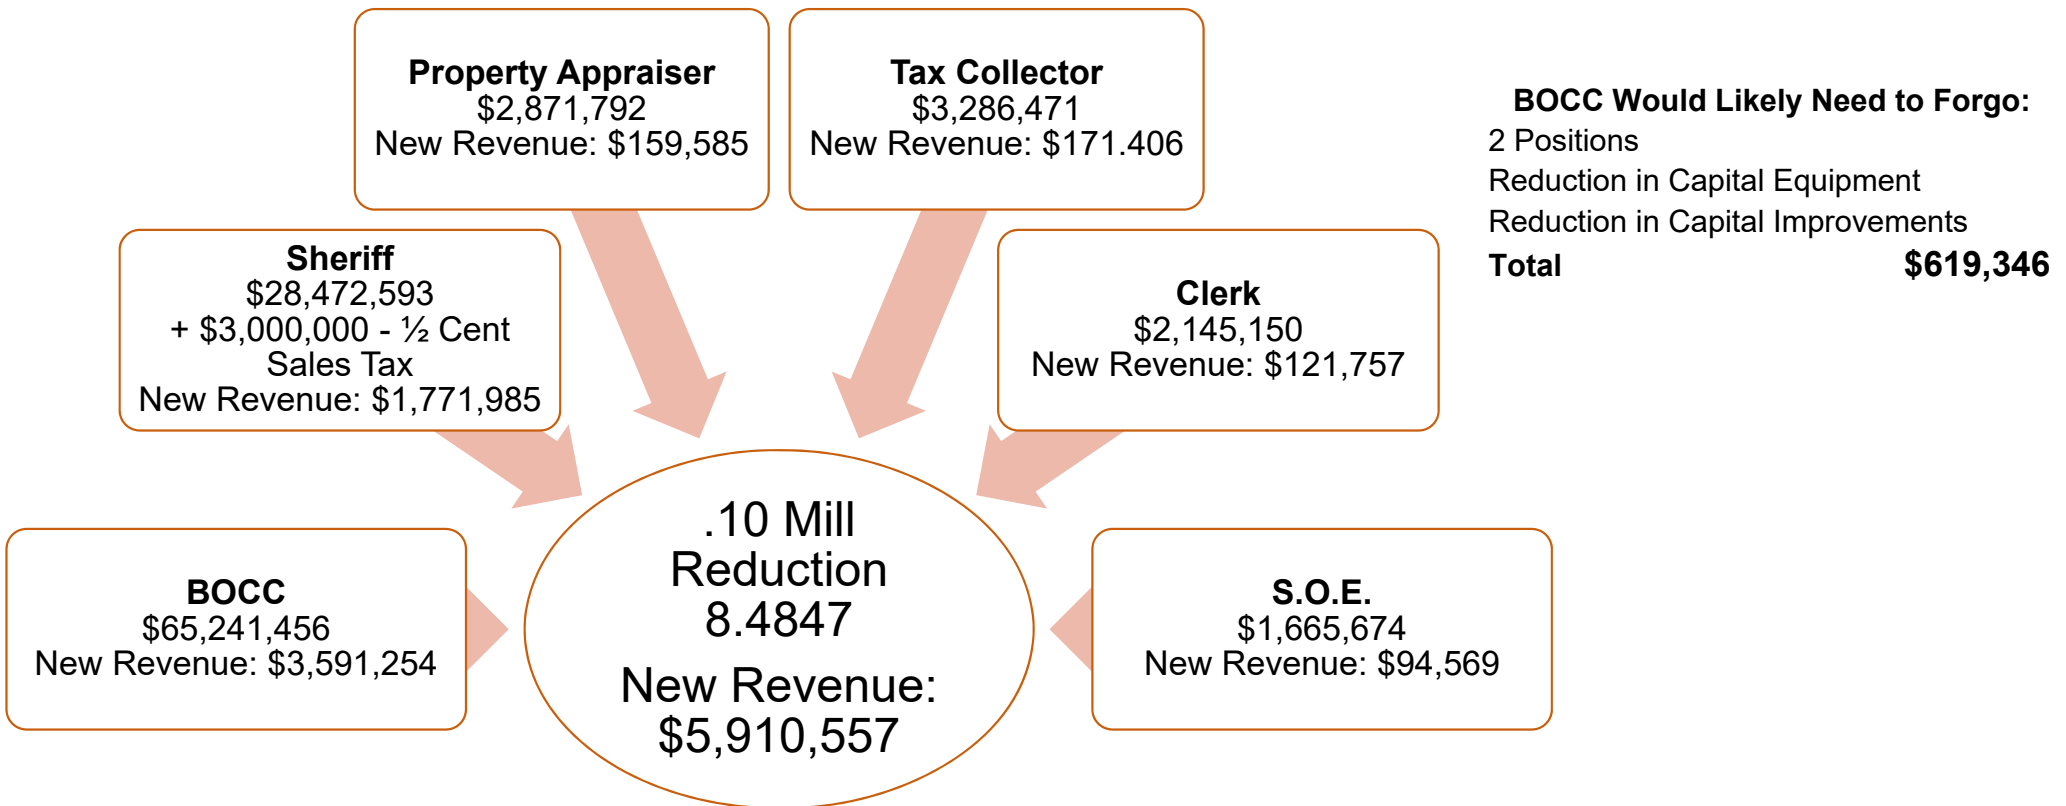 Property Appraiser
$2,871,792
New Revenue: $159,585
Tax Collector
$3,286,471
New Revenue: $171.406
BOCC Would Likely Need to Forgo:
2 Positions
Reduction in Capital Equipment
Reduction in Capital Improvements
Total $619,346
Sheriff
$28,472,593
+ $3,000,000 - ½ Cent
Sales Tax
New Revenue: $1,771,985
Clerk
$2,145,150
New Revenue: $121,757
BOCC
$65,241,456
New Revenue: $3,591,254
.10 Mill
Reduction
8.4847
New Revenue:
$5,910,557
S.O.E.
$1,665,674
New Revenue: $94,569